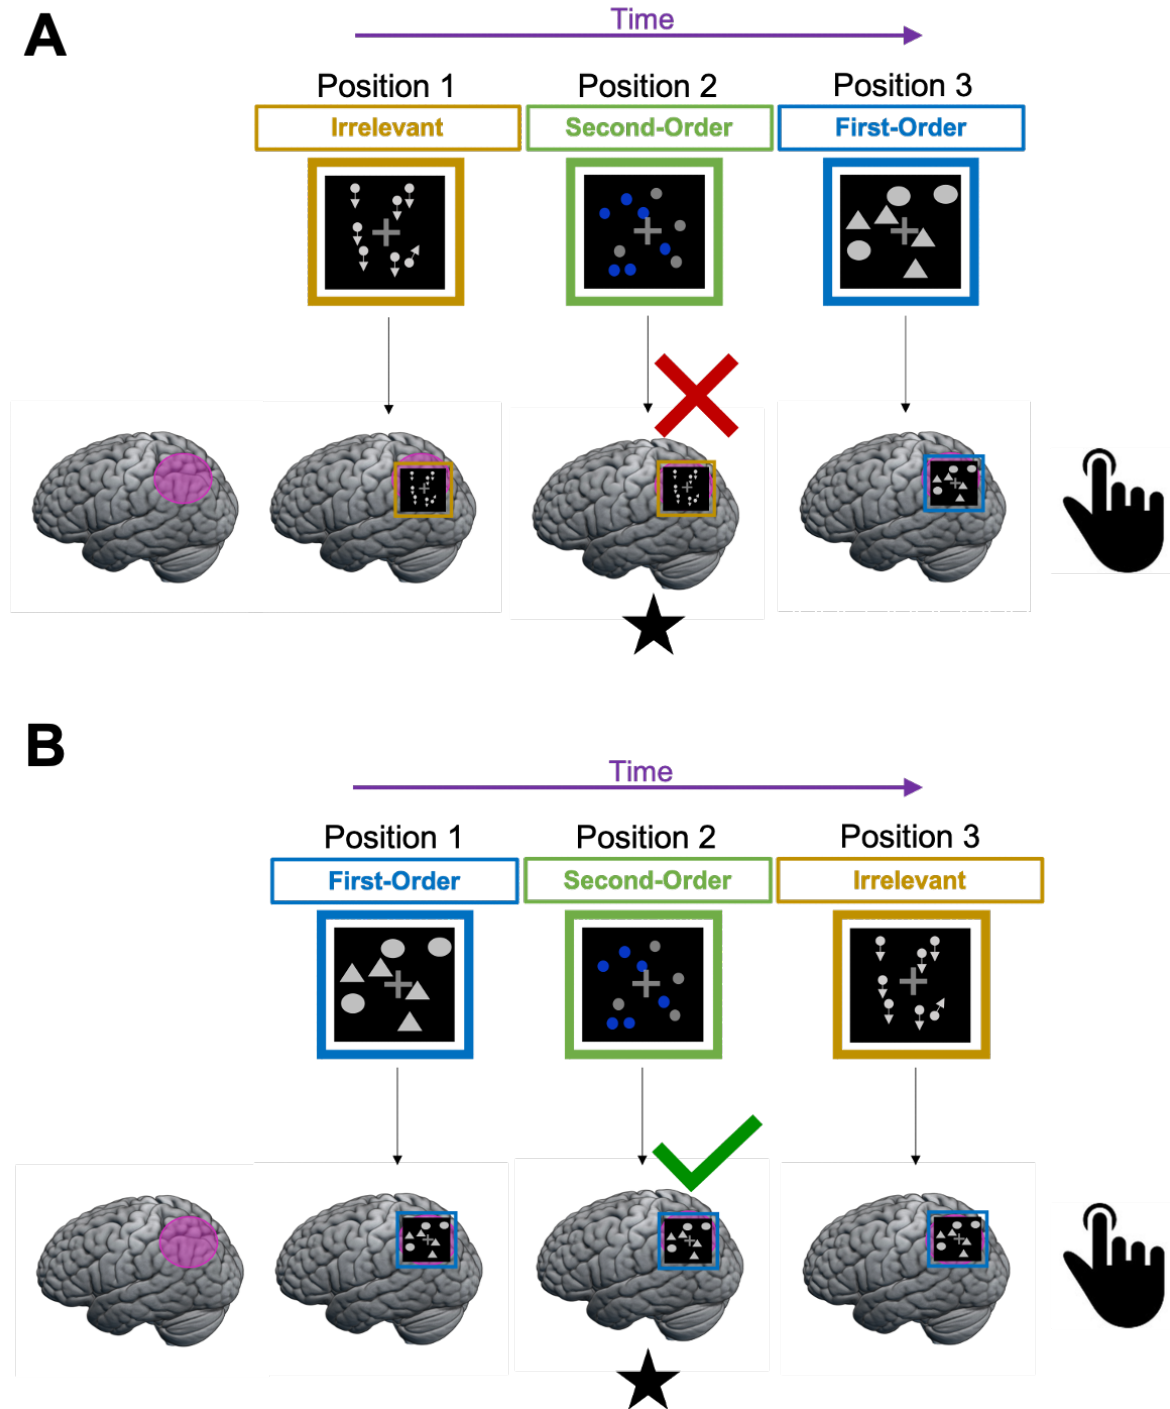 A
Time
Position 1 Position 2 Position 3
Irrelevant Second-Order First-Order
B
Time
Position 1 Position 2 Position 3
First-Order Second-Order Irrelevant